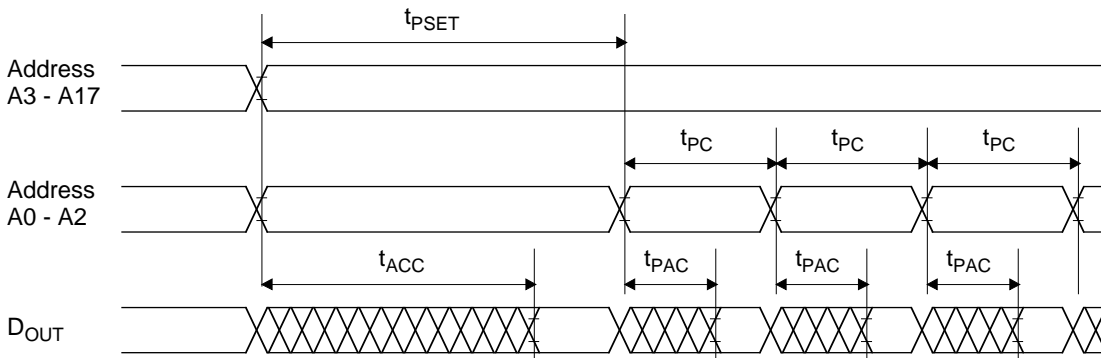 tPSET
Address
A3 - A17
tPC tPC tPC
Address
A0 - A2
tACC tPAC tPAC tPAC
DOUT